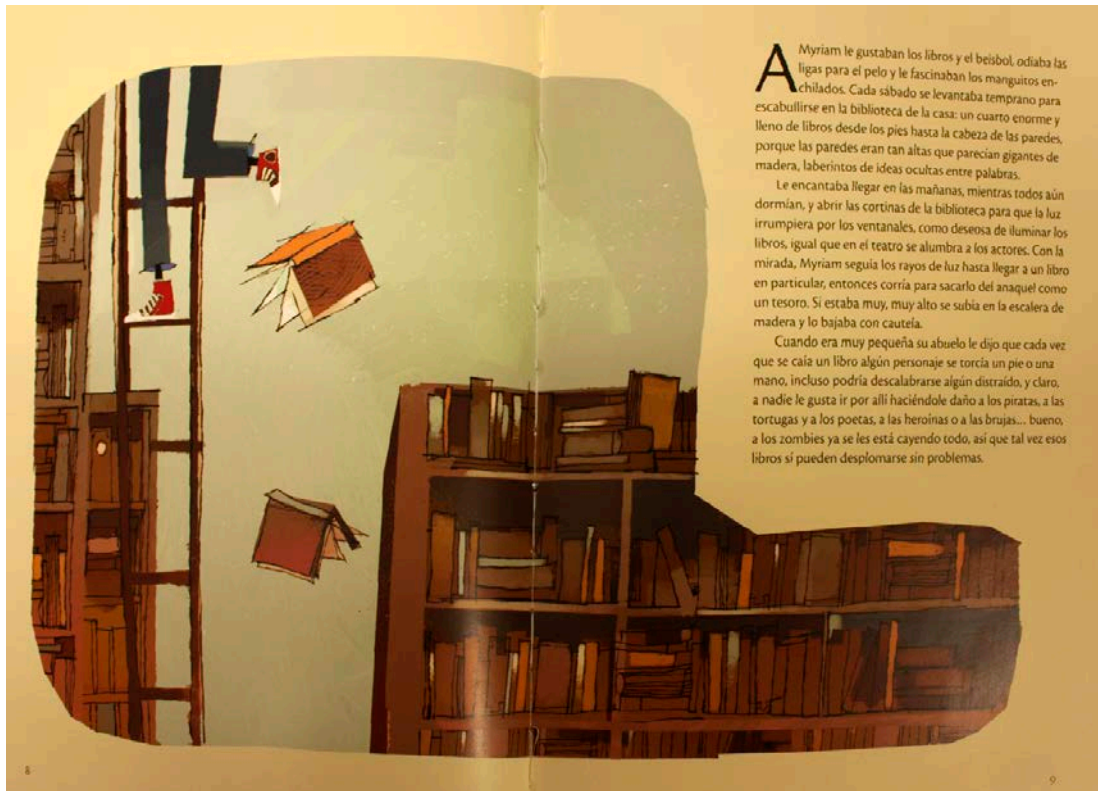 8
A Myriam le gustaban los libros y el beisbol, odiaba las
ligas para el pelo y le fascinaban los manguitos en-
chilados. Cada sábado se levantaba temprano para
escabullirse en la biblioteca de la casa: un cuarto enorme y
lleno de libros desde los pies hasta la cabeza de las paredes,
porque las paredes eran tan altas que parecían gigantes de
madera, laberintos de ideas ocultas entre palabras.
Le encantaba llegar en las mañanas, mientras todos aún
dormían, y abrir las cortinas de la biblioteca para que la luz
irrumpiera por los ventanales, como deseosa de iluminar los
libros, igual que en el teatro se alumbra a los actores. Con la
mirada, Myriam seguía los rayos de luz hasta llegar a un libro
en particular, entonces corría para sacarlo del anaquel como
un tesoro. Si estaba muy, muy alto se subía en la escalera de
madera y lo bajaba con cautela.
Cuando era muy pequeña su abuelo le dijo que cada vez
que se caía un libro algún personaje se torcía un pie o una
mano, incluso podría descalabrarse algún distraído, y claro,
a nadie le gusta ir por allí haciéndole daño a los piratas, a las
tortugas y a los poetas, a las heroínas o a las brujas... bueno,
a los zombies ya se les está cayendo todo, así que tal vez esos
libros sí pueden desplomarse sin problemas.
9